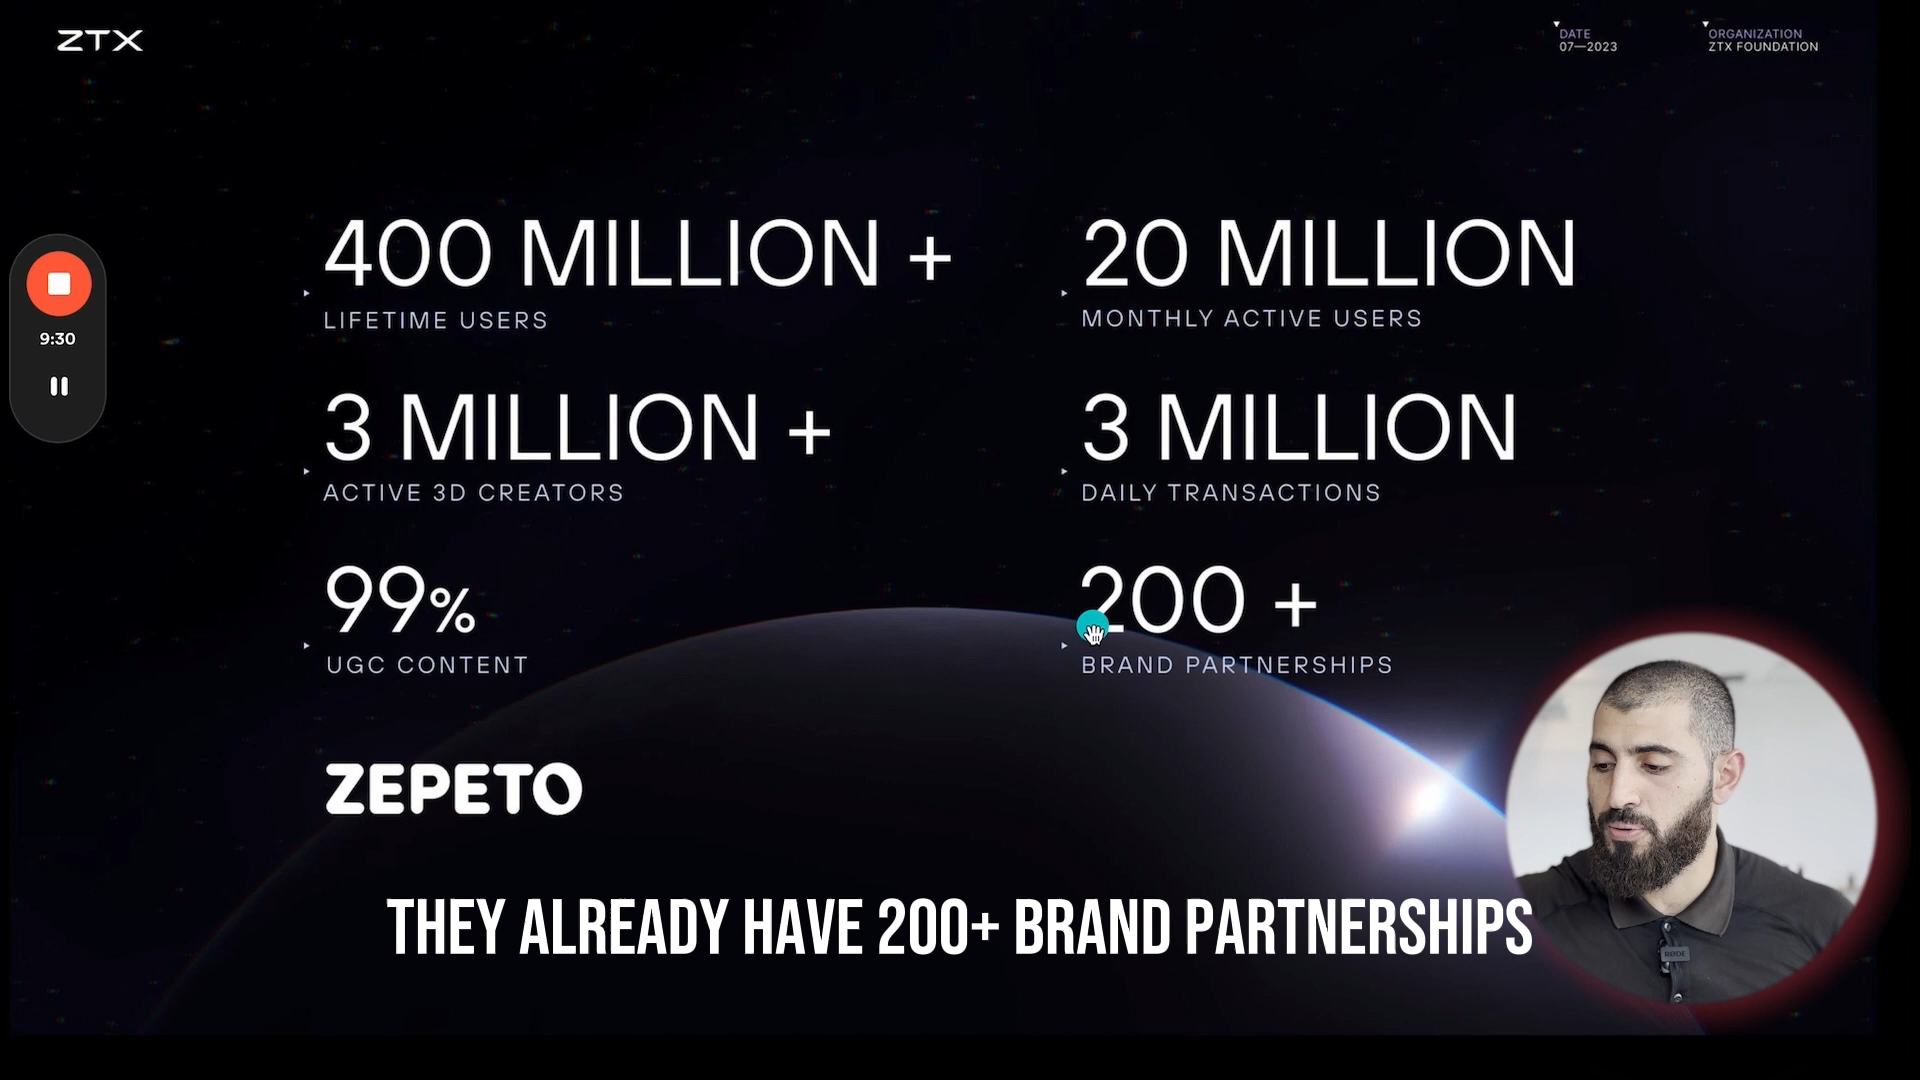 ZTX
DATE
07—2023
ORGANIZATION
ZTX FOUNDATION
400 MILLION +
LIFETIME USERS
20 MILLION
MONTHLY ACTIVE USERS
9:30
3 MILLION +
ACTIVE 3D CREATORS
3 MILLION
DAILY TRANSACTIONS
99%
UGC CONTENT
200 +
BRAND PARTNERSHIPS
ZEPETO
THEY ALREADY HAVE 200+ BRAND PARTNERSHIPS
RØDE